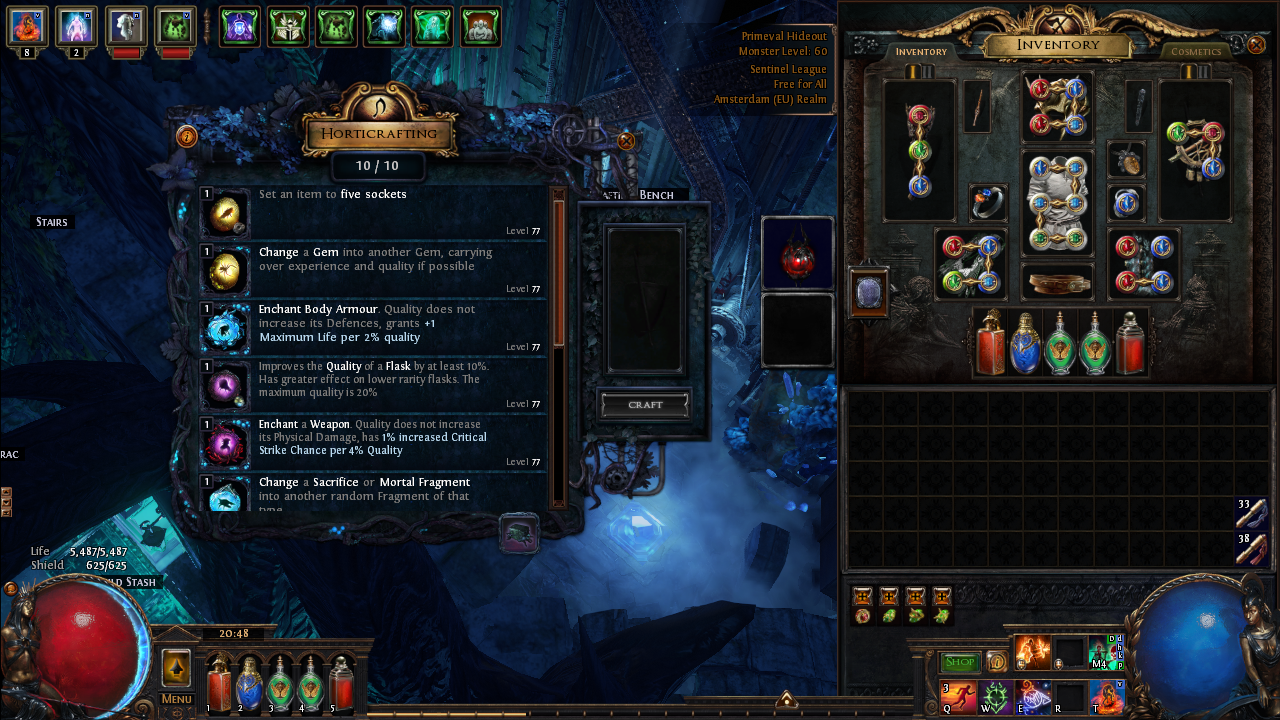 8
2
n
n
v
Primeval Hideout
Monster Level: 60
Sentinel League
Free for All
Amsterdam (EU) Realm
Inventory
Inventory
Cosmetics
Horticrafting
10 / 10
Stairs
Bench
1
Set an item to five sockets
Level 77
1
Change a Gem into another Gem, carrying
over experience and quality if possible
Level 77
1
Enchant Body Armour. Quality does not
increase its Defences, grants +1
Maximum Life per 2% quality
Level 77
1
Improves the Quality of a Flask by at least 10%.
Has greater effect on lower rarity flasks. The
maximum quality is 20%
Level 77
1
Enchant a Weapon. Quality does not increase
its Physical Damage, has 1% increased Critical
Strike Chance per 4% Quality
Level 77
1
Change a Sacrifice or Mortal Fragment
into another random Fragment of that
type
Craft
RAC
33
38
Life 5,487/5,487
Shield 625/625
LD Stash
20:48
Menu
1 2 3 4 5
Shop
M4
3
Q W E R T